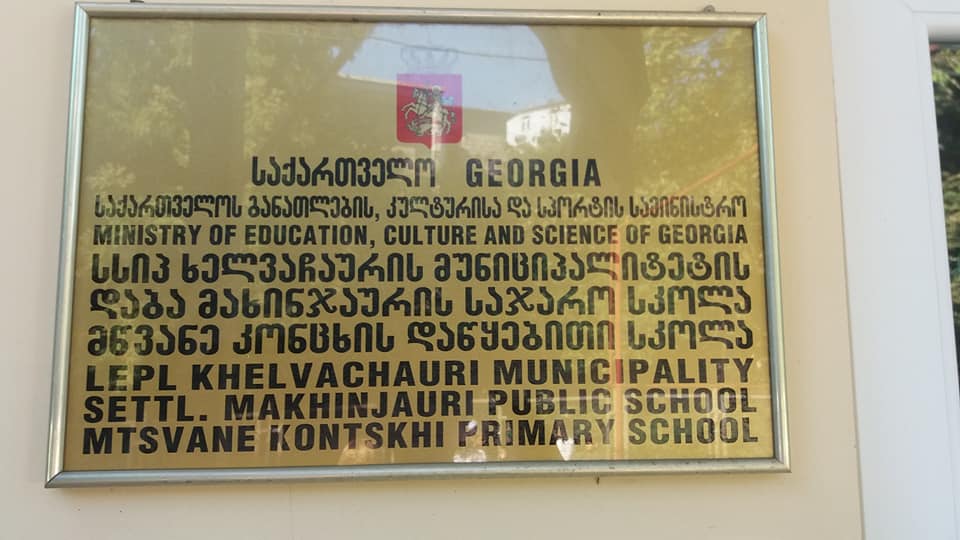 საქართველო GEORGIA
საქართველოს განათლების, კულტურისა და სპორტის სამინისტრო
MINISTRY OF EDUCATION, CULTURE AND SCIENCE OF GEORGIA
სსიპ ხელვაჩაურის მუნიციპალიტეტის
დაბა მახინჯაურის საჯარო სკოლა
მწვანე კონცხის დაწყებითი სკოლა
LEPL KHELVACHAURI MUNICIPALITY
SETTL. MAKHINJAURI PUBLIC SCHOOL
MTSVANE KONTSKHI PRIMARY SCHOOL